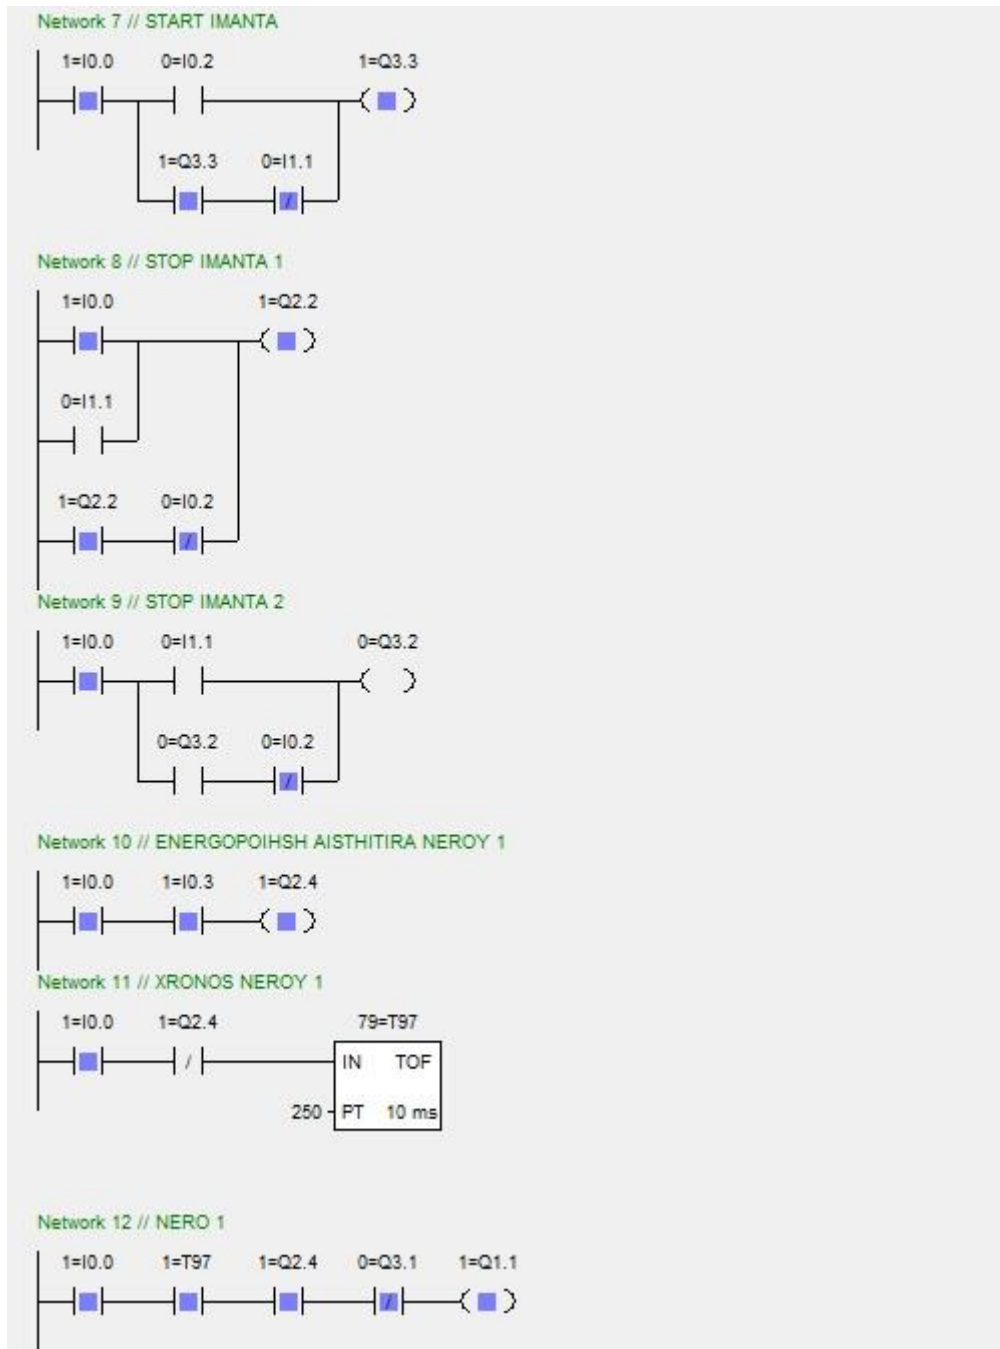 Network 7 // START IMANTA
1=I0.0 0=I0.2 1=Q3.3
1=Q3.3 0=I1.1
/
Network 8 // STOP IMANTA 1
1=I0.0 1=Q2.2
0=I1.1
1=Q2.2 0=I0.2
/
Network 9 // STOP IMANTA 2
1=I0.0 0=I1.1 0=Q3.2
0=Q3.2 0=I0.2
/
Network 10 // ENERGOPOIHSH AISTHITIRA NEROY 1
1=I0.0 1=I0.3 1=Q2.4
Network 11 // XRONOS NEROY 1
1=I0.0 1=Q2.4 79=T97
/ IN TOF
250 PT 10 ms
Network 12 // NERO 1
1=I0.0 1=T97 1=Q2.4 0=Q3.1 1=Q1.1
/